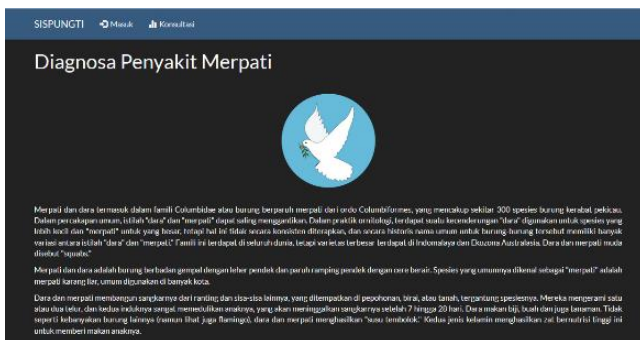 SISPUNGTI Masuk Konsultasi
Diagnosa Penyakit Merpati
Merpati dan dara termasuk dalam famili Columbidae atau burung berparuh merpati dari ordo Columbiformes, yang mencakup sekitar 300 spesies burung kerabat pekicau.
Dalam percakapan umum, istilah "dara" dan "merpati" dapat saling menggantikan. Dalam praktik ornitologi, terdapat suatu kecenderungan "dara" digunakan untuk spesies yang
lebih kecil dan "merpati" untuk yang besar, tetapi hal ini tidak secara konsisten diterapkan, dan secara historis nama umum untuk burung-burung tersebut memiliki banyak
variasi antara istilah "dara" dan "merpati." Famili ini terdapat di seluruh dunia, tetapi varietas terbesar terdapat di Indomalaya dan Ekozona Australasia. Dara dan merpati muda
disebut "squabs."
Merpati dan dara adalah burung berbadan gempal dengan leher pendek dan paruh ramping pendek dengan cere berair. Spesies yang umumnya dikenal sebagai "merpati" adalah
merpati karang liar, umum digunakan di banyak kota.
Dara dan merpati membangun sangkarnya dari ranting dan sisa-sisa lainnya, yang ditempatkan di pepohonan, birai, atau tanah, tergantung spesiesnya. Mereka mengerami satu
atau dua telur, dan kedua induknya sangat memedulikan anaknya, yang akan meninggalkan sangkarnya setelah 7 hingga 28 hari. Dara makan biji, buah dan juga tanaman. Tidak
seperti kebanyakan burung lainnya (namun lihat juga flamingo), dara dan merpati menghasilkan "susu tembolok." Kedua jenis kelamin menghasilkan zat bernutrisi tinggi ini
untuk memberi makan anaknya.